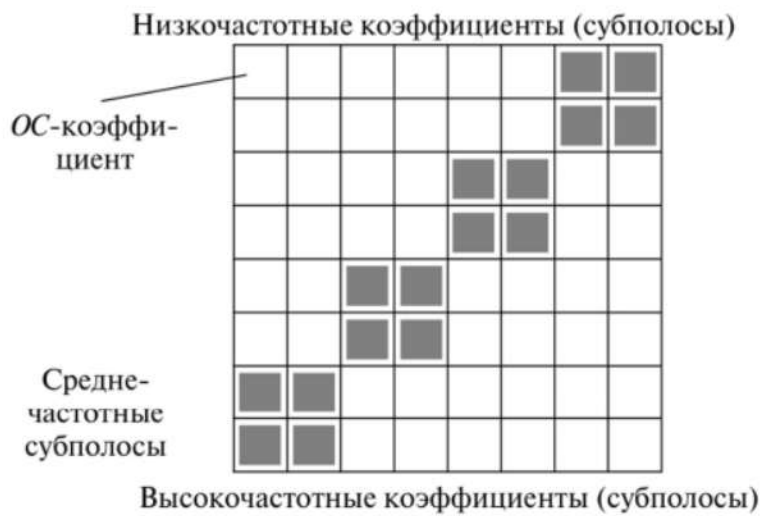 Низкочастотные коэффициенты (субполосы)
ОС-коэффи-
циент
Средне-
частотные
субполосы
Высокочастотные коэффициенты (субполосы)